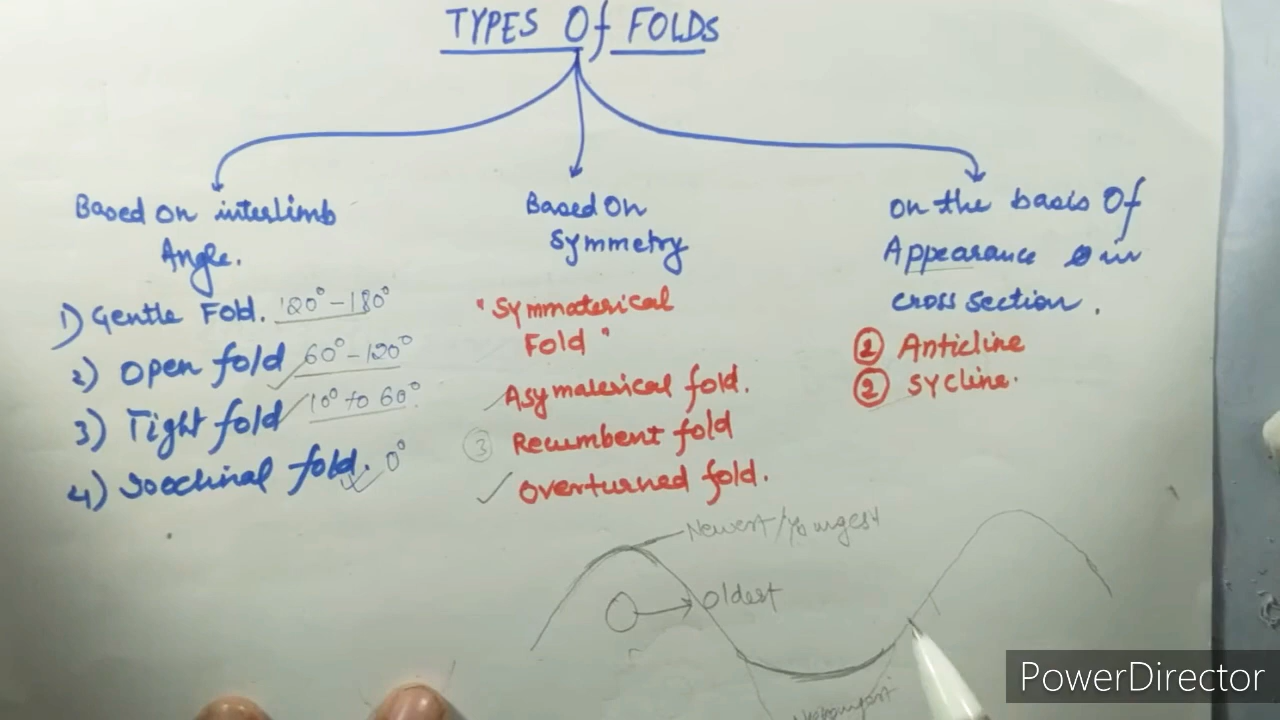 TYPES Of FOLDS
Based on interlimb
Angle.
1) Gentle Fold. 120° - 180°
2) Open fold 60° - 120°
3) Tight fold 10° to 60°
4) Isoclinal fold. 0°
Based On
Symmetry
"Symmaterical
Fold"
Asymaterical fold.
3 Recumbent fold
Overturned fold.
On the basis Of
Appearance in
cross section.
2 Anticline
2 Sycline.
Newest/Youngest
Oldest
PowerDirector